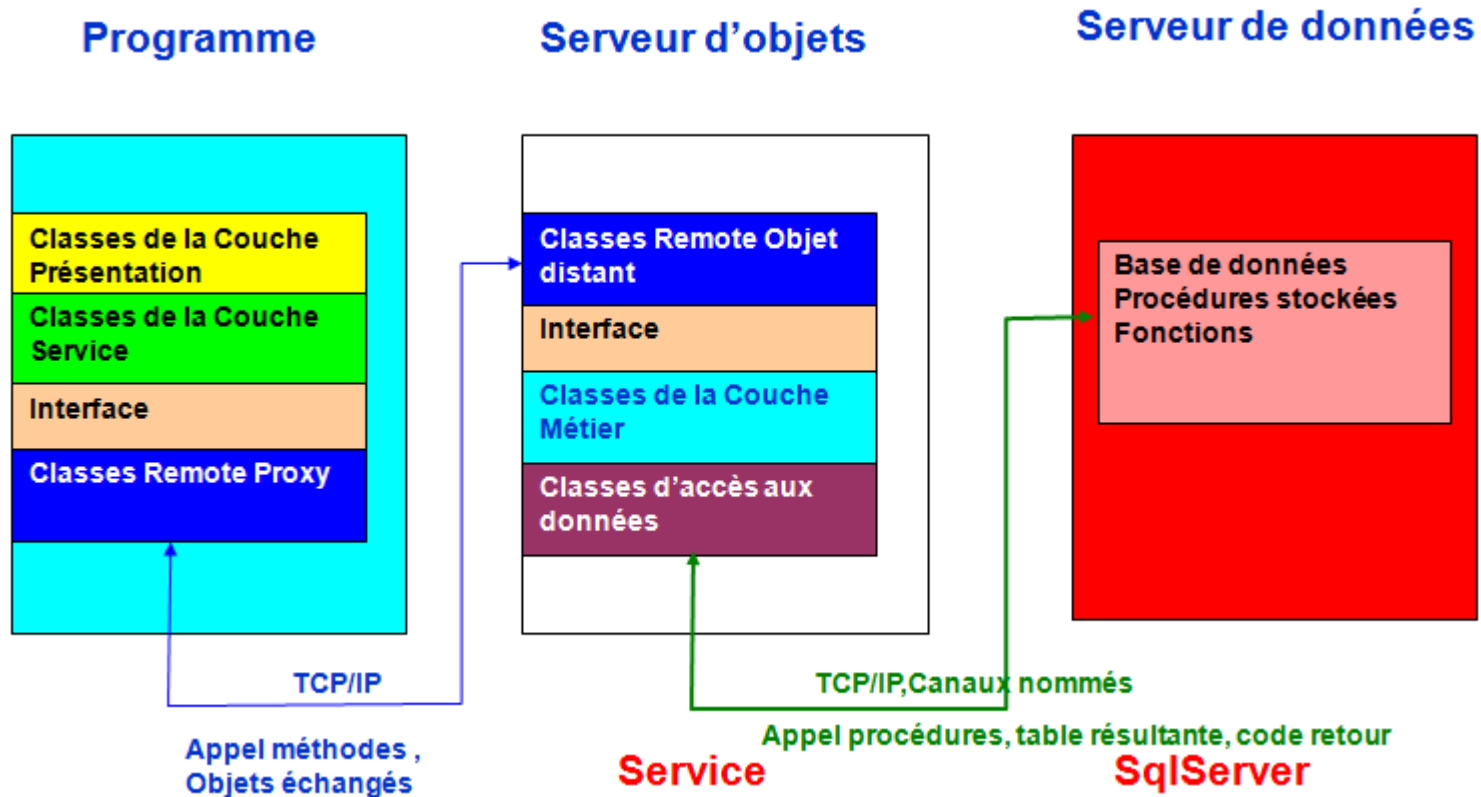 Programme
Serveur d'objets
Serveur de données
Classes de la Couche
Présentation
Classes de la Couche
Service
Interface
Classes Remote Proxy
Classes Remote Objet
distant
Interface
Classes de la Couche
Métier
Classes d'accès aux
données
Base de données
Procédures stockées
Fonctions
TCP/IP
Appel méthodes ,
Objets échangés
TCP/IP,Canaux nommés
Appel procédures, table résultante, code retour
Service
SqlServer